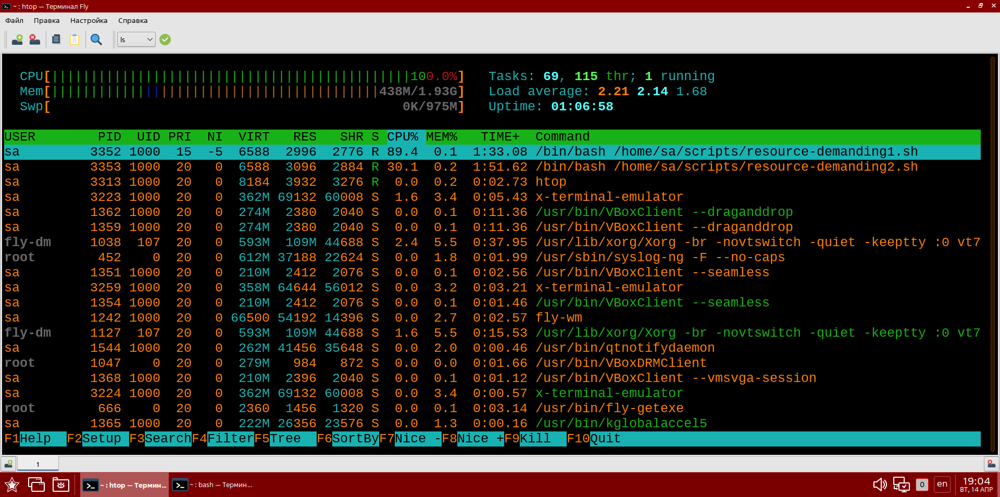 ~ : htop — Терминал Fly
Файл Правка Настройка Справка
ls
CPU[||||||||||||||||||||||||||||||||||||||||||||||100.0%] Tasks: 69, 115 thr; 1 running
Mem[||||||||||||||||||||||||||||||||||||||||||438M/1.93G] Load average: 2.21 2.14 1.68
Swp[ 0K/975M] Uptime: 01:06:58
USER PID UID PRI NI VIRT RES SHR S CPU% MEM% TIME+ Command
sa 3352 1000 15 -5 6588 2996 2776 R 89.4 0.1 1:33.08 /bin/bash /home/sa/scripts/resource-demanding1.sh
sa 3353 1000 20 0 6588 3096 2884 R 30.1 0.2 1:51.62 /bin/bash /home/sa/scripts/resource-demanding2.sh
sa 3313 1000 20 0 8184 3932 3276 R 0.0 0.2 0:02.73 htop
sa 3223 1000 20 0 362M 69132 60008 S 1.6 3.4 0:05.43 x-terminal-emulator
sa 1362 1000 20 0 274M 2380 2040 S 0.0 0.1 0:11.36 /usr/bin/VBoxClient --draganddrop
sa 1359 1000 20 0 274M 2380 2040 S 0.0 0.1 0:11.36 /usr/bin/VBoxClient --draganddrop
fly-dm 1038 107 20 0 593M 109M 44688 S 2.4 5.5 0:37.95 /usr/lib/xorg/Xorg -br -novtswitch -quiet -keeptty :0 vt7
root 452 0 20 0 612M 37188 22624 S 0.0 1.8 0:01.99 /usr/sbin/syslog-ng -F --no-caps
sa 1351 1000 20 0 210M 2412 2076 S 0.0 0.1 0:02.56 /usr/bin/VBoxClient --seamless
sa 3259 1000 20 0 358M 64644 56012 S 0.0 3.2 0:03.21 x-terminal-emulator
sa 1354 1000 20 0 210M 2412 2076 S 0.0 0.1 0:01.46 /usr/bin/VBoxClient --seamless
sa 1242 1000 20 0 66500 54192 14396 S 0.0 2.7 0:02.57 fly-wm
fly-dm 1127 107 20 0 593M 109M 44688 S 1.6 5.5 0:15.53 /usr/lib/xorg/Xorg -br -novtswitch -quiet -keeptty :0 vt7
sa 1544 1000 20 0 262M 41456 35648 S 0.0 2.0 0:00.46 /usr/bin/qtnotifydaemon
root 1047 0 20 0 279M 984 872 S 0.0 0.0 0:01.66 /usr/bin/VBoxDRMClient
sa 1368 1000 20 0 210M 2396 2040 S 0.0 0.1 0:01.12 /usr/bin/VBoxClient --vmsvga-session
sa 3224 1000 20 0 362M 69132 60008 S 0.0 3.4 0:00.57 x-terminal-emulator
root 666 0 20 0 2360 1456 1320 S 0.0 0.1 0:03.14 /usr/bin/fly-getexe
sa 1365 1000 20 0 222M 26356 23576 S 0.0 1.3 0:00.16 /usr/bin/kglobalaccel5
F1Help F2Setup F3SearchF4FilterF5Tree F6SortByF7Nice -F8Nice +F9Kill F10Quit
1
~ : htop — Термин... ~ : bash — Термин... 0 en 19:04
ВТ, 14 АПР